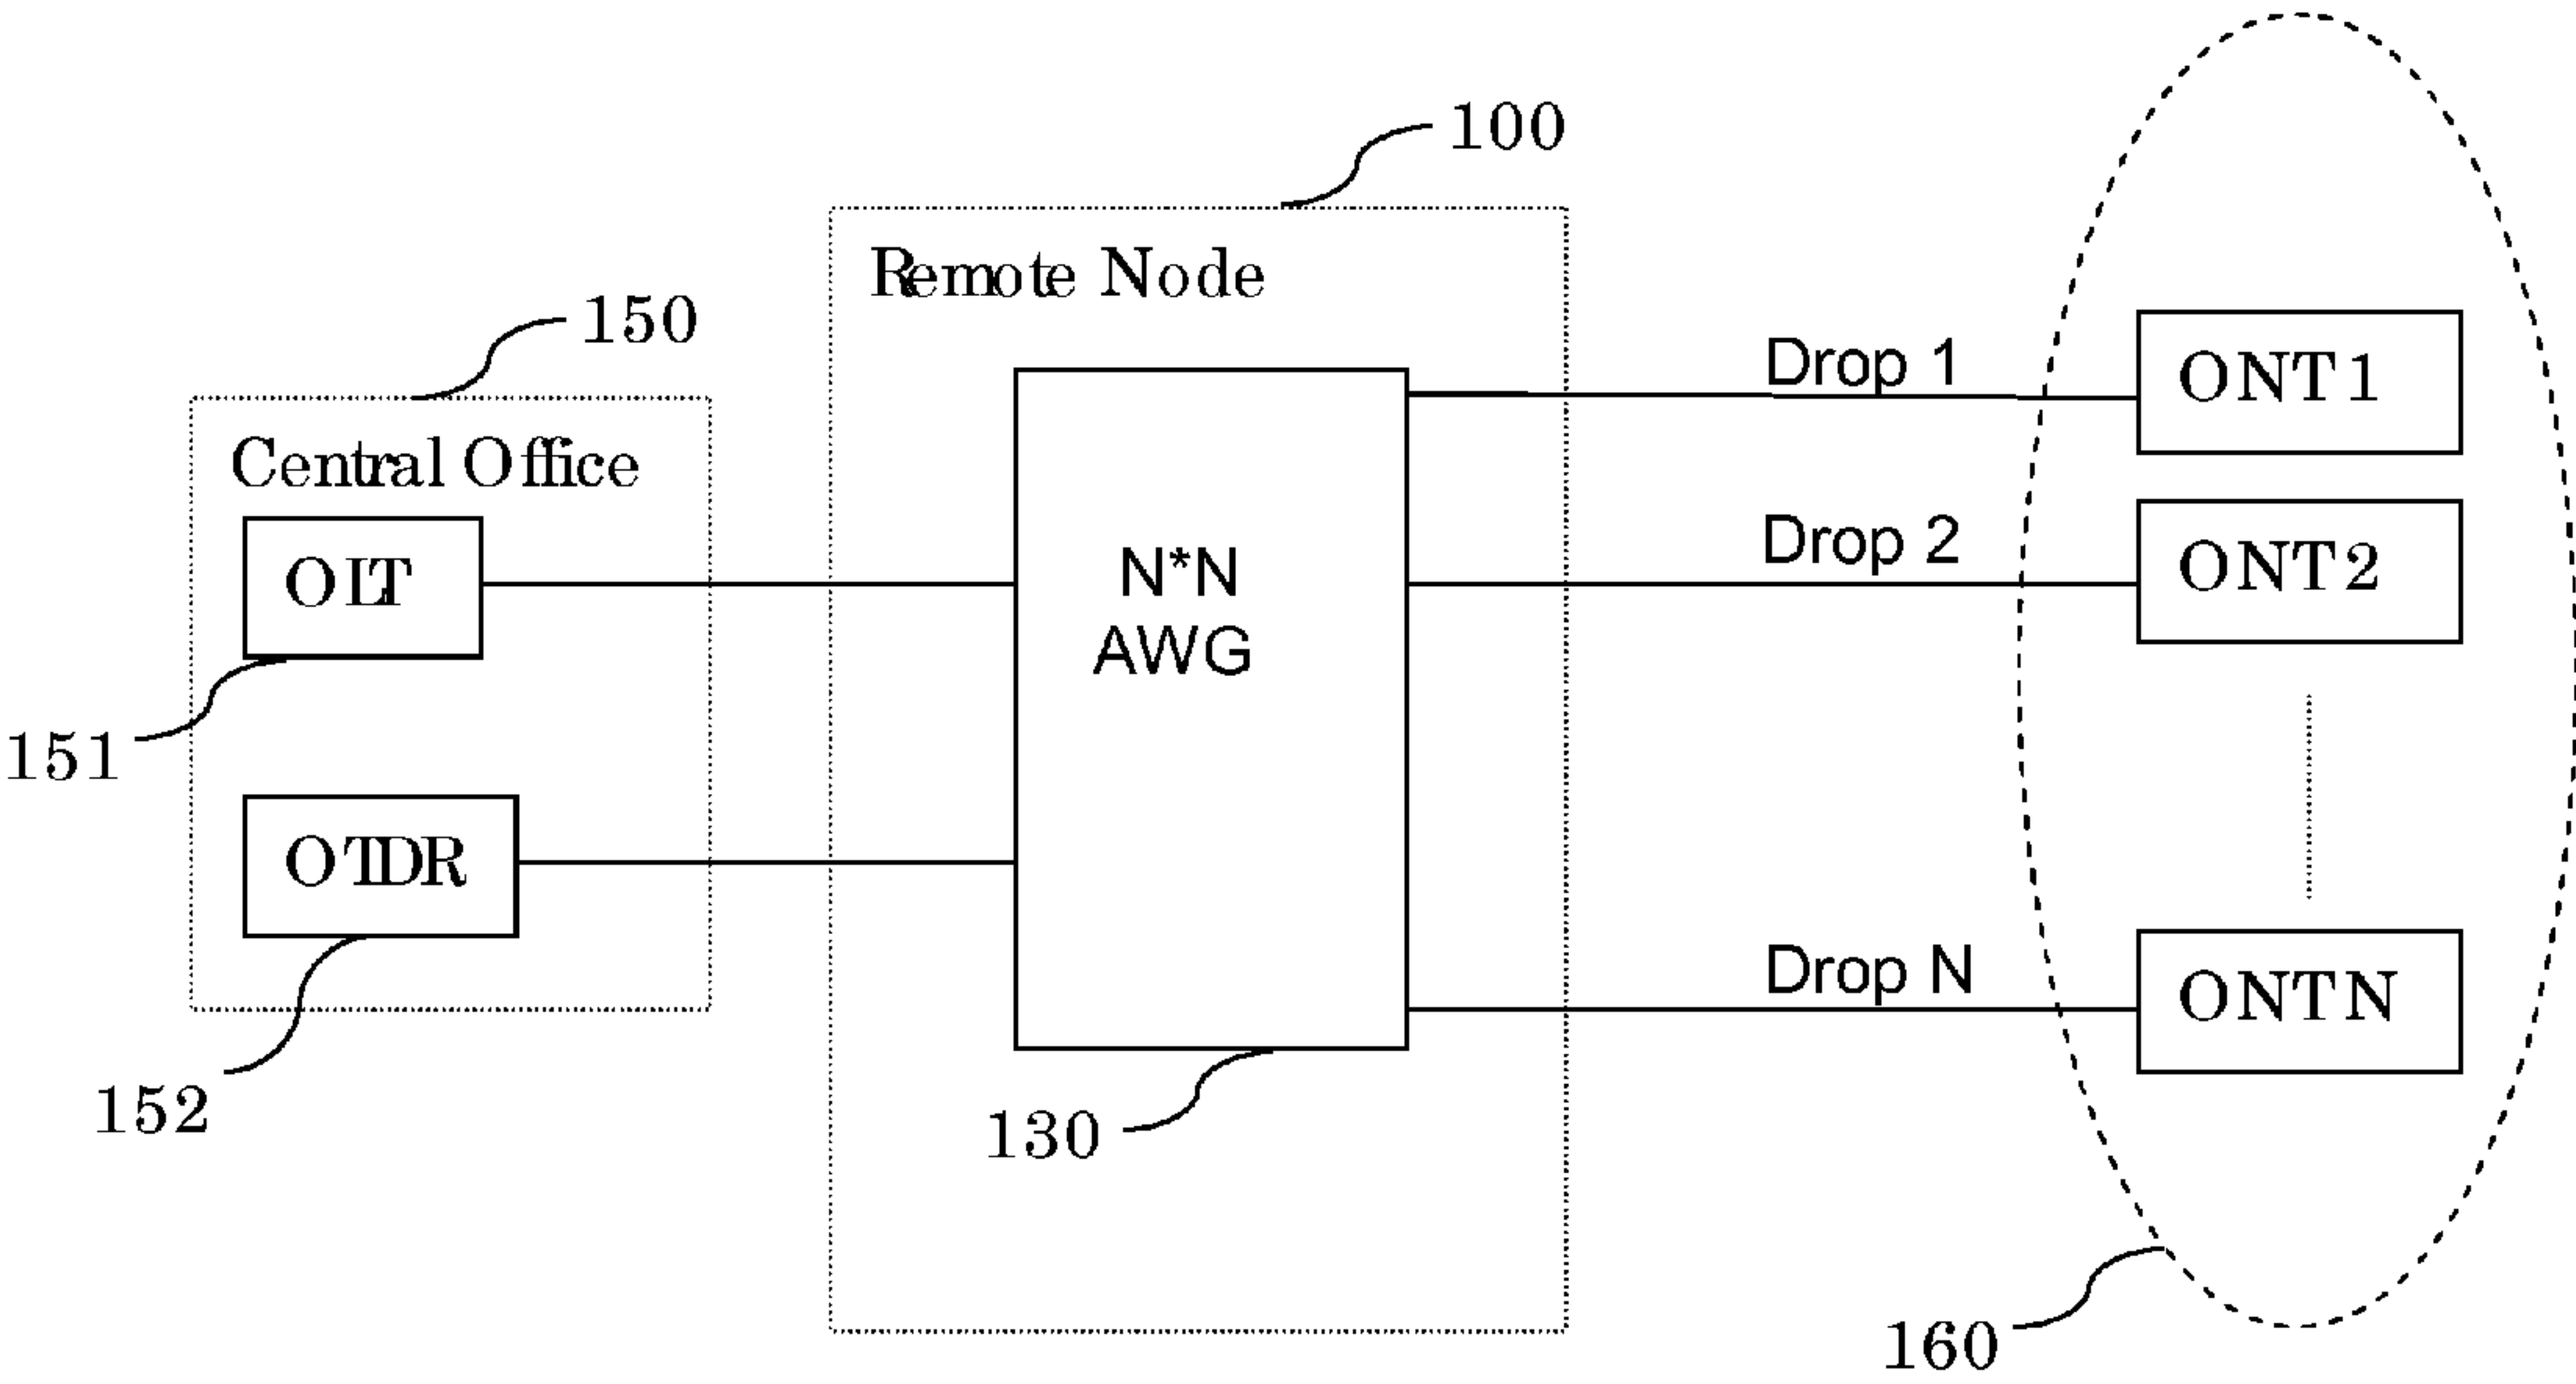 100
Remote Node
150
Central Office
Drop 1
ONT1
OLT
N*N
AWG
Drop 2
ONT2
151
OTDR
Drop N
ONTN
152
130
160